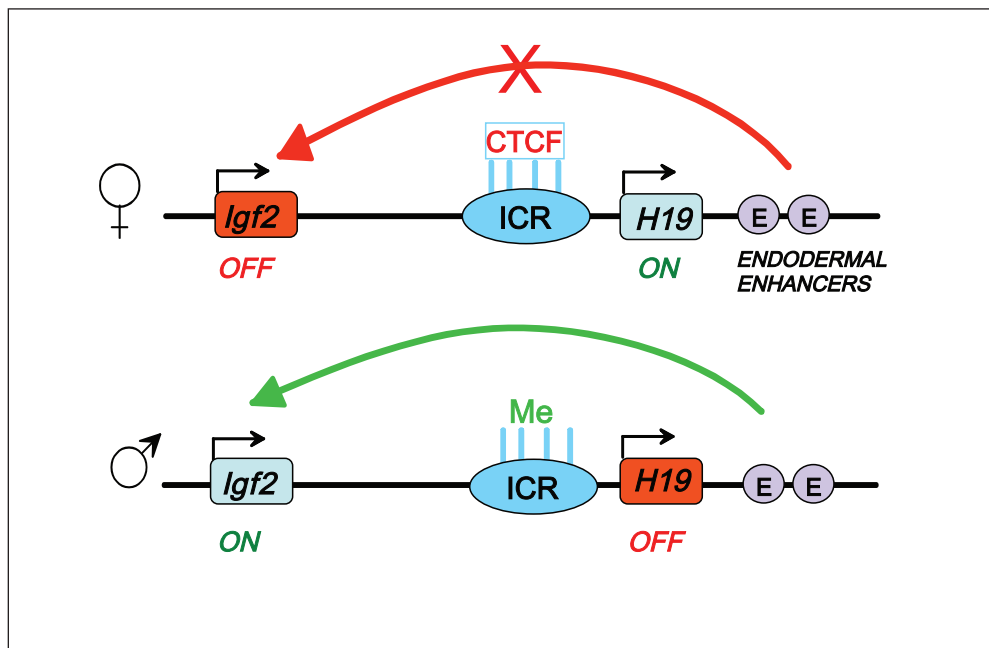 CTCF
Igf2
ICR
H19
E
E
OFF
ON
ENDODERMAL
ENHANCERS
Me
Igf2
ICR
H19
E
E
ON
OFF